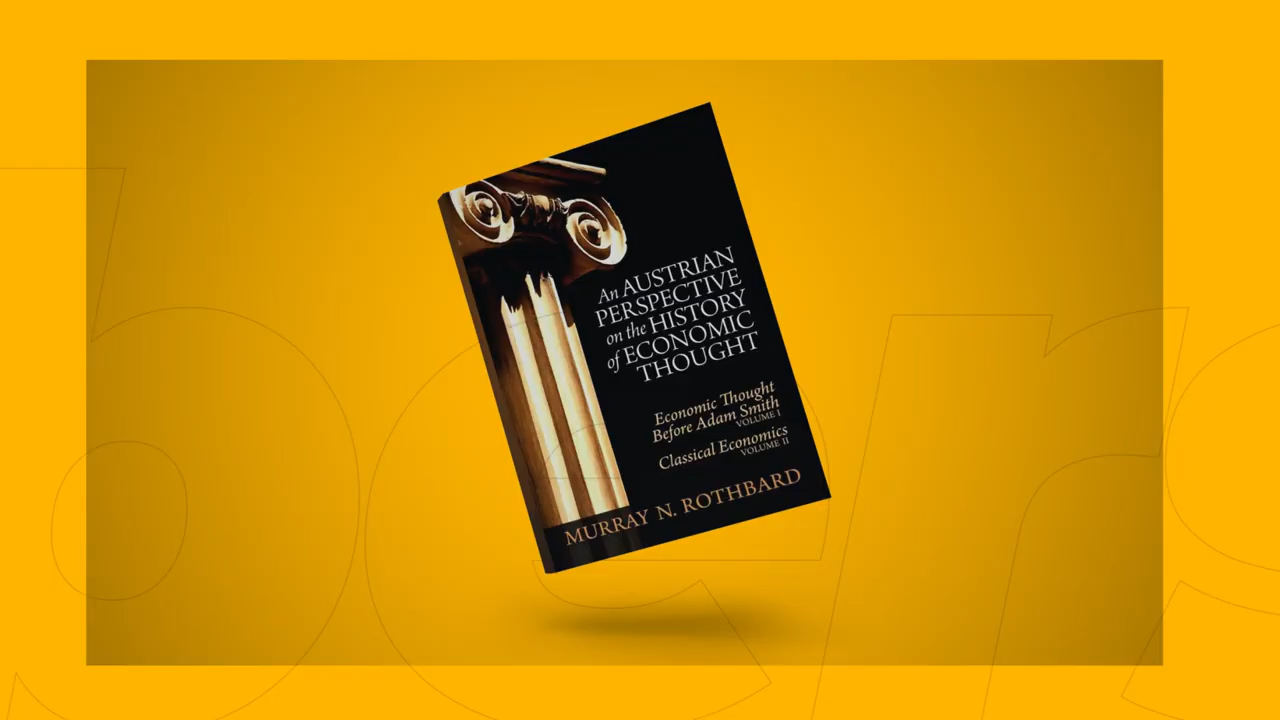 An AUSTRIAN
PERSPECTIVE
on the HISTORY
of ECONOMIC
THOUGHT
Economic Thought
Before Adam Smith
VOLUME I
Classical Economics
VOLUME II
MURRAY N. ROTHBARD